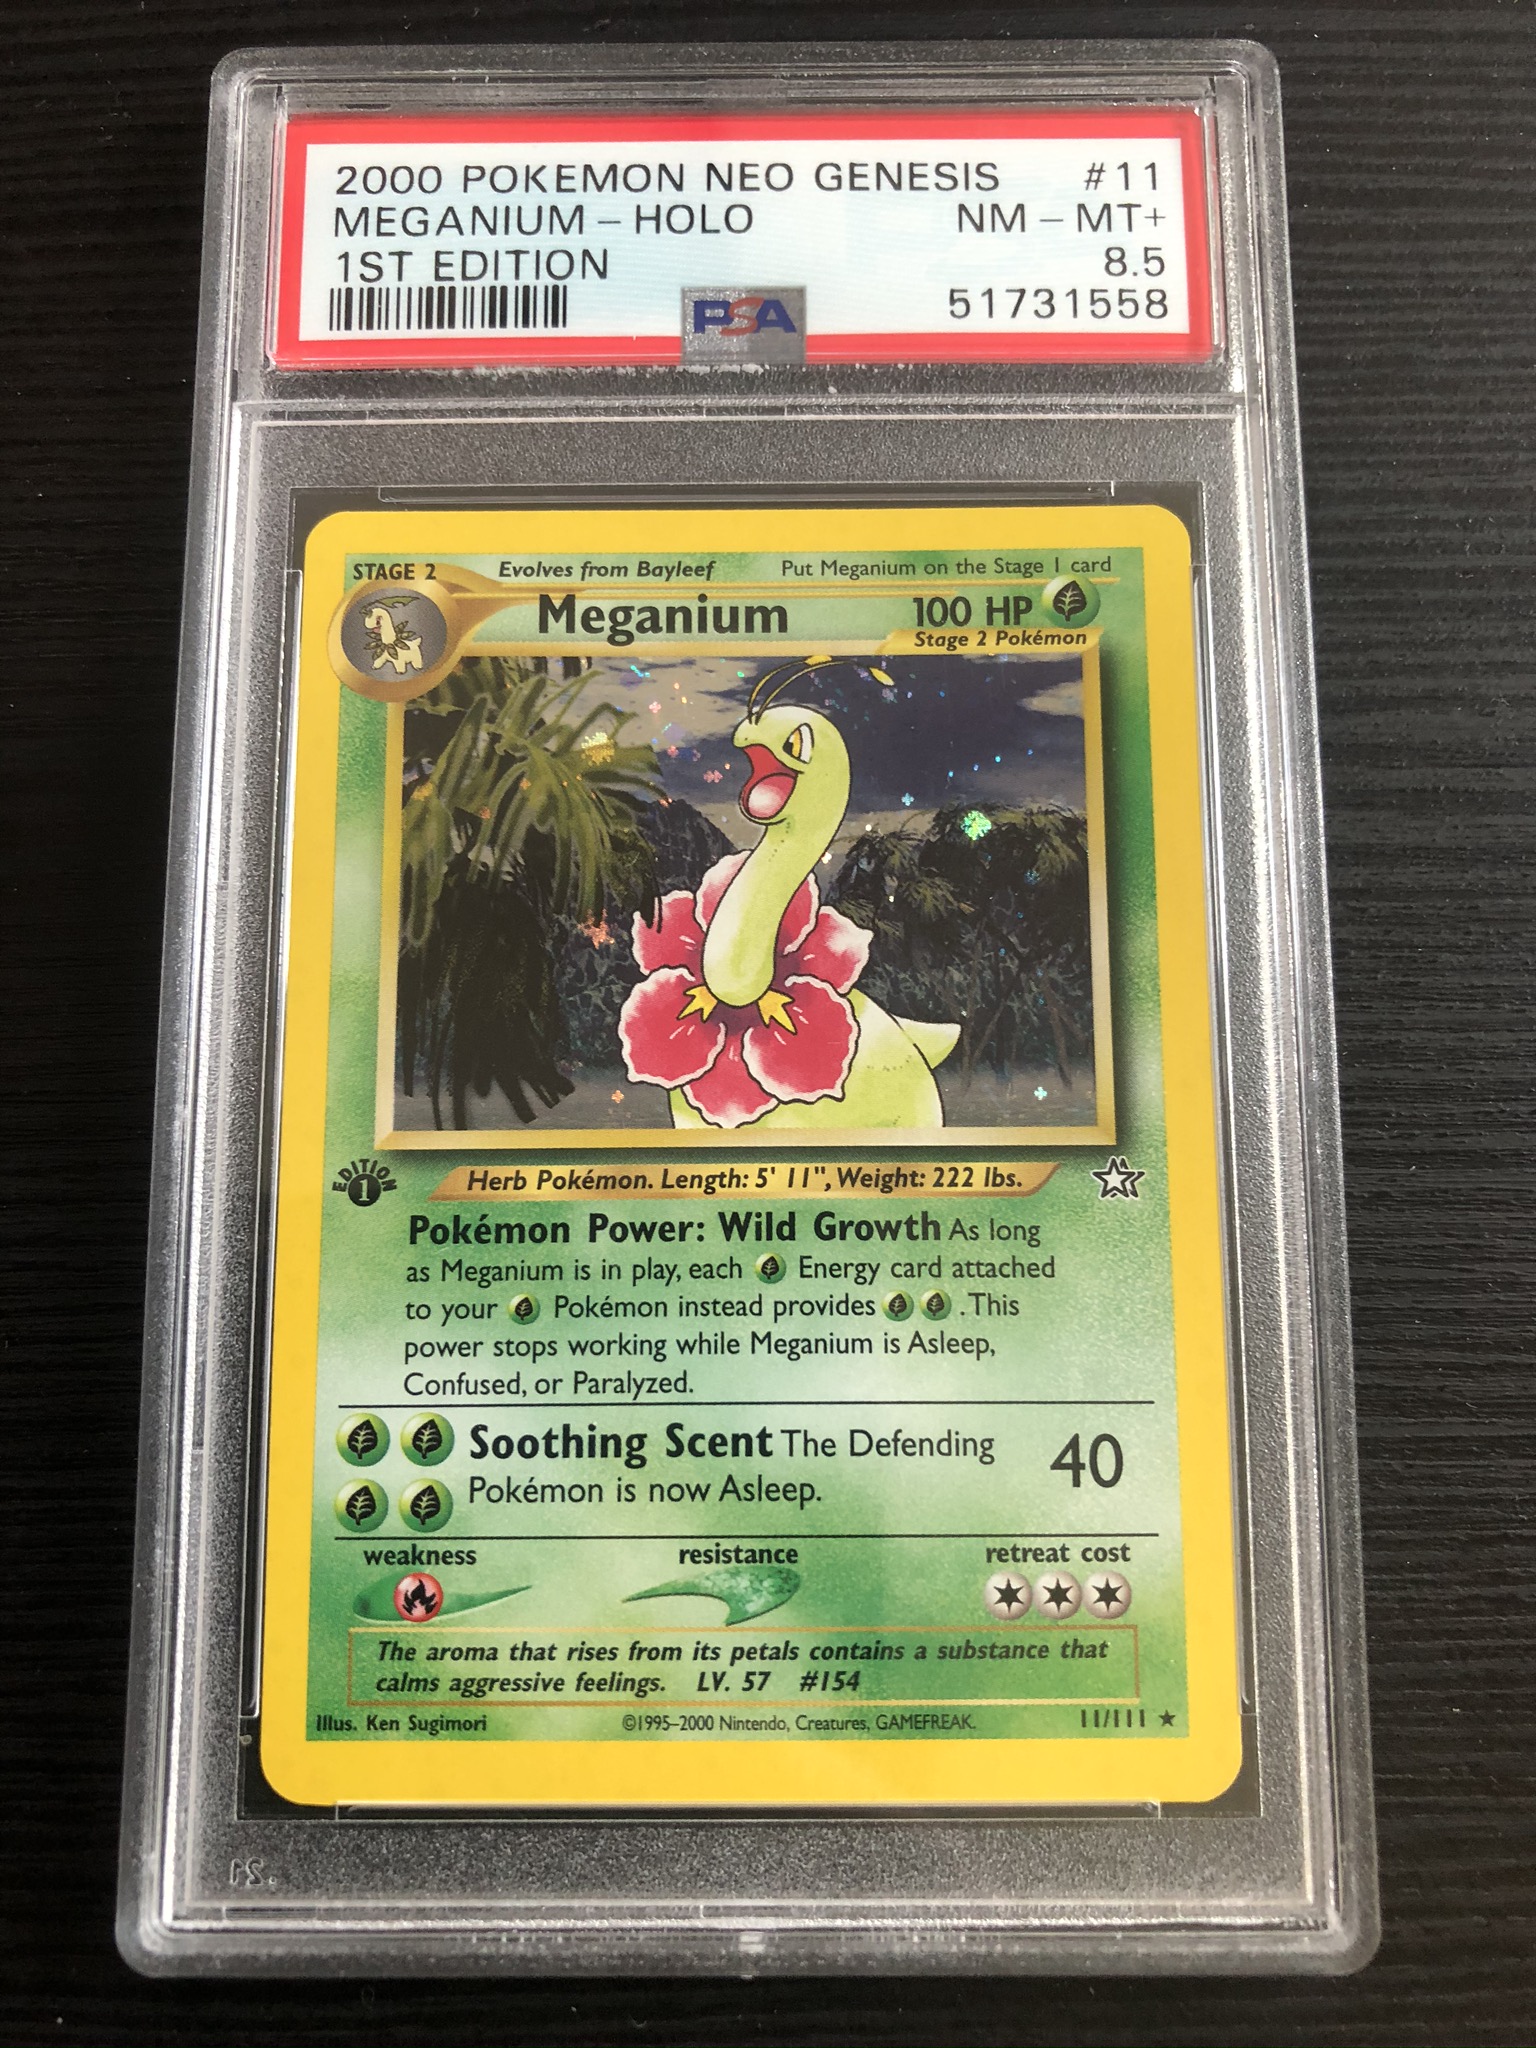 2000 POKEMON NEO GENESIS #11
MEGANIUM - HOLO NM - MT+
1ST EDITION 8.5
PSA 51731558
STAGE 2 Evolves from Bayleef Put Meganium on the Stage 1 card
Meganium 100 HP
Stage 2 Pokémon
EDITION 1
Herb Pokémon. Length: 5' 11", Weight: 222 lbs.
Pokémon Power: Wild Growth As long
as Meganium is in play, each Energy card attached
to your Pokémon instead provides . This
power stops working while Meganium is Asleep,
Confused, or Paralyzed.
Soothing Scent The Defending 40
Pokémon is now Asleep.
weakness resistance retreat cost
The aroma that rises from its petals contains a substance that
calms aggressive feelings. LV. 57 #154
Illus. Ken Sugimori ©1995–2000 Nintendo, Creatures, GAMEFREAK. 11/111 ★